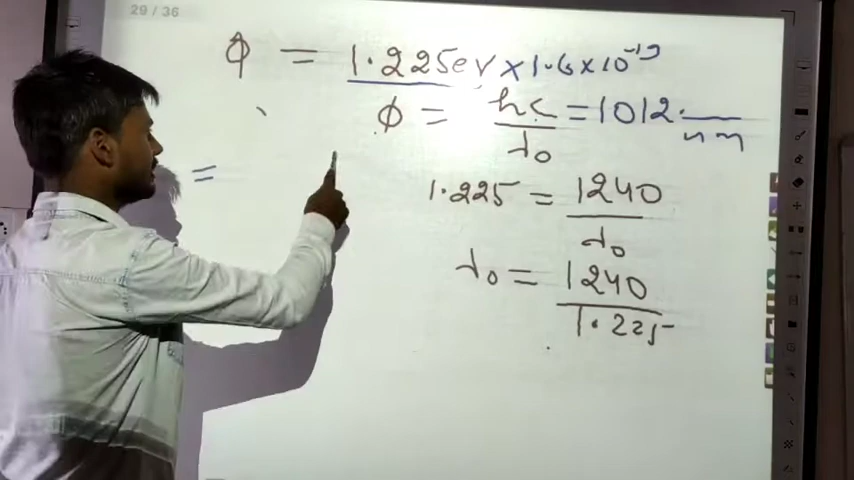 29 / 36
ϕ = 1.225ev×1.6×10⁻¹⁹
ϕ = hc/λ₀ = 1012. nm
=
1.225 = 1240/λ₀
λ₀ = 1240/1.225